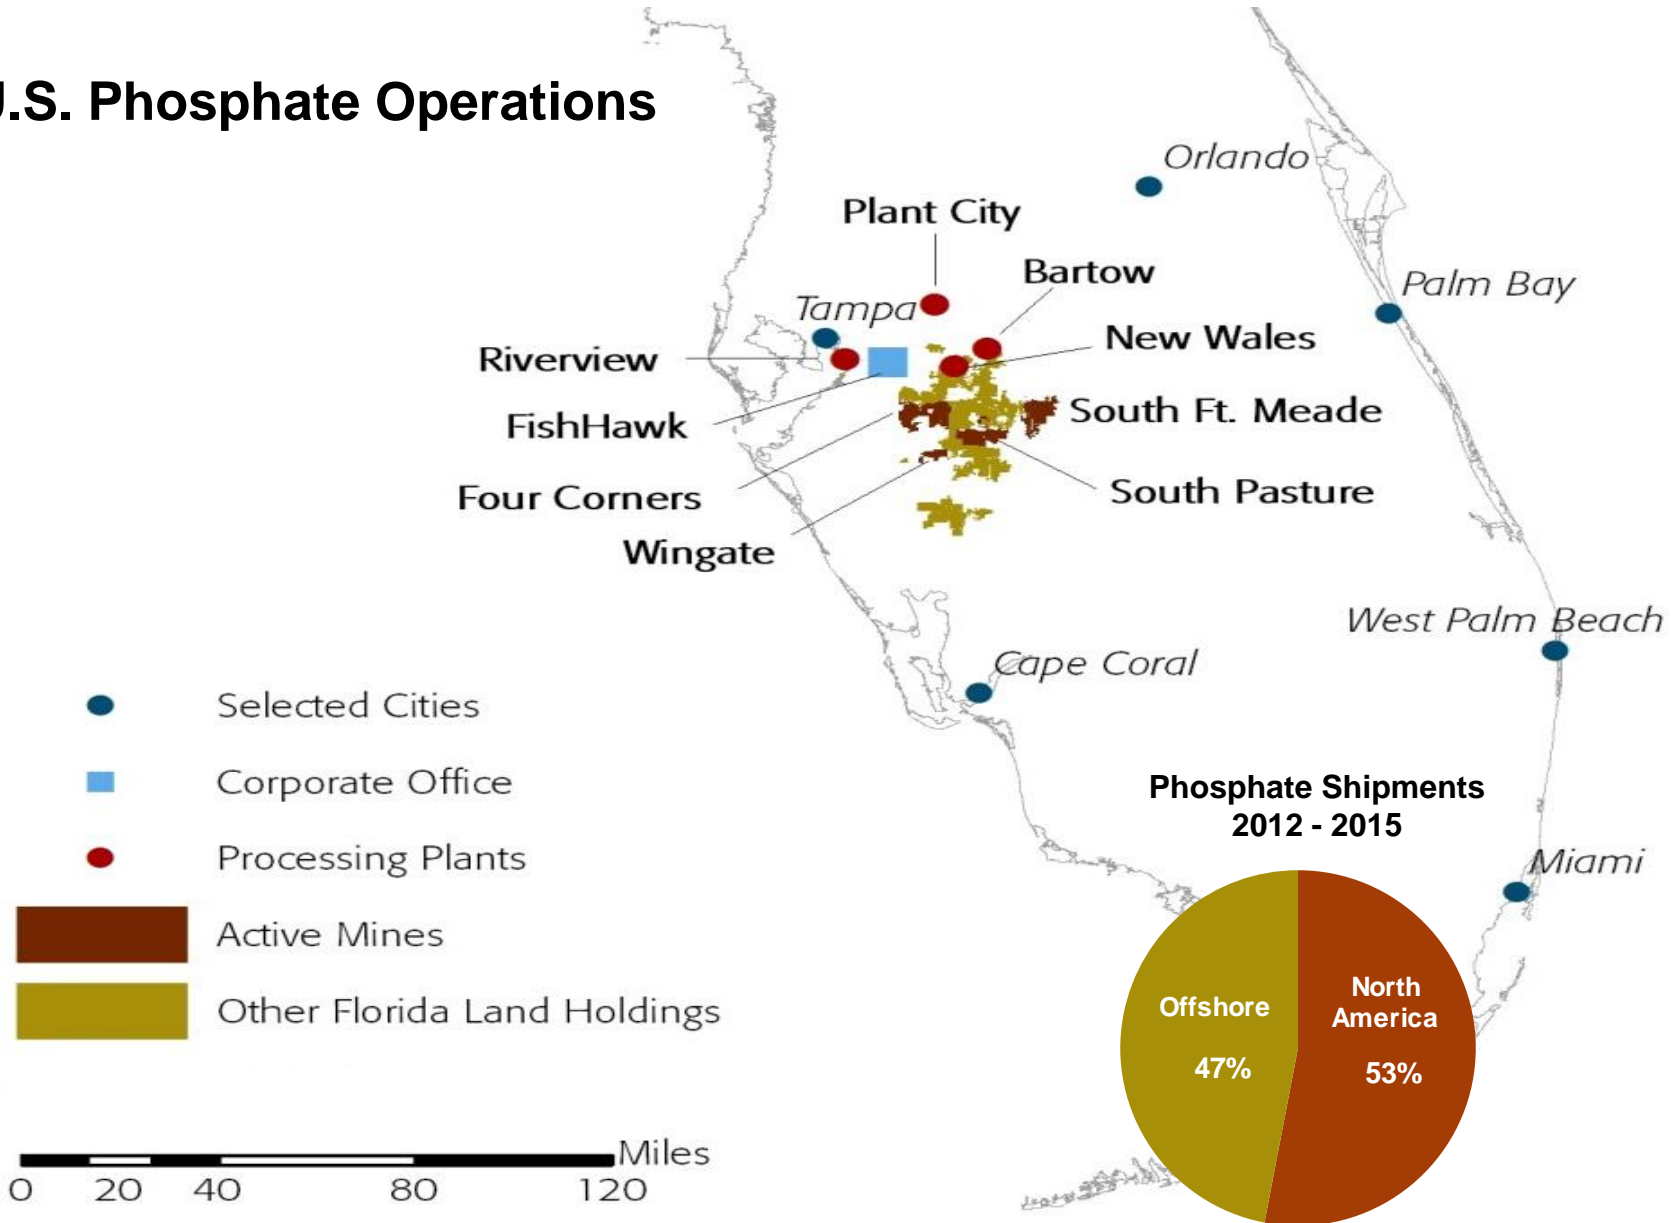 .S. Phosphate Operations
Orlando
Plant City
Bartow
Palm Bay
Tampa
New Wales
Riverview
South Ft. Meade
FishHawk
Four Corners
South Pasture
Wingate
West Palm Beach
Cape Coral
Selected Cities
Corporate Office
Processing Plants
Active Mines
Other Florida Land Holdings
Miles
0 20 40 80 120
Phosphate Shipments
2012 - 2015
Miami
Offshore
47%
North
America
53%